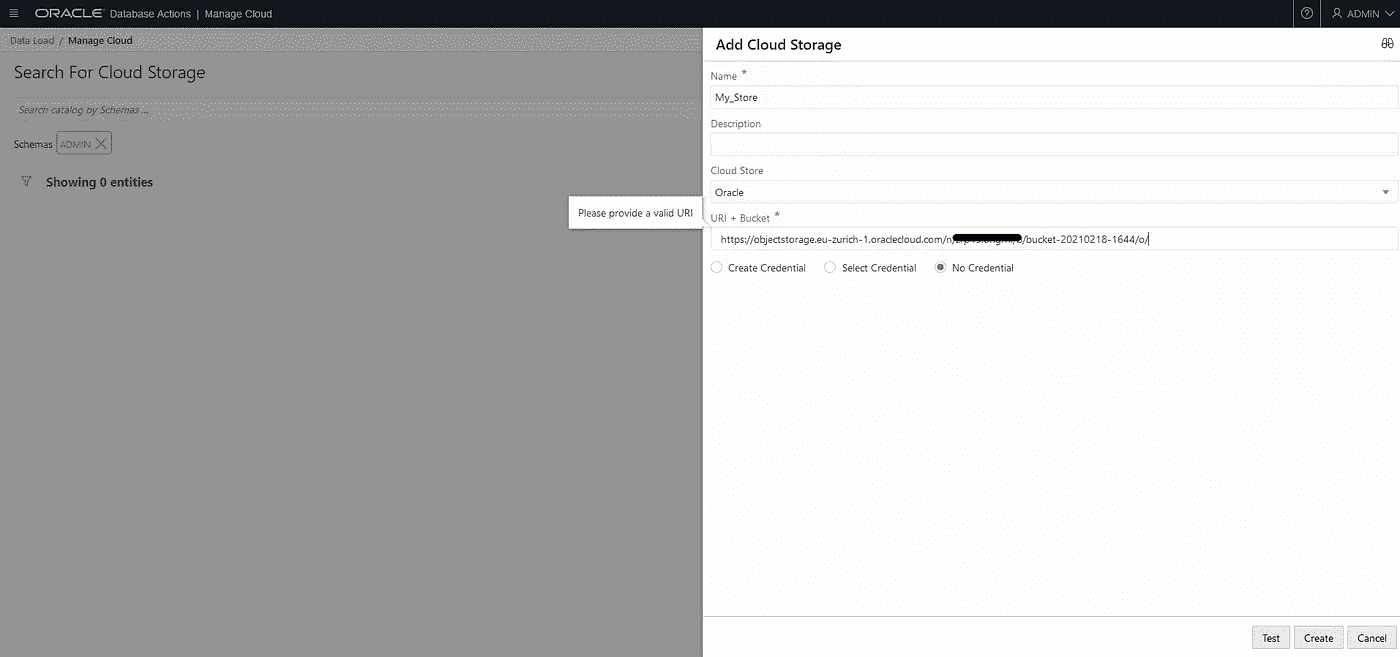 ORACLE Database Actions | Manage Cloud
ADMIN
Data Load / Manage Cloud
Search For Cloud Storage
Search catalog by Schemas ...
Schemas ADMIN
Showing 0 entities
Add Cloud Storage
Name *
My_Store
Description
Cloud Store
Oracle
Please provide a valid URI
URI + Bucket *
https://objectstorage.eu-zurich-1.oraclecloud.com/n/ /bucket-20210218-1644/o/
Create Credential Select Credential No Credential
Test Create Cancel